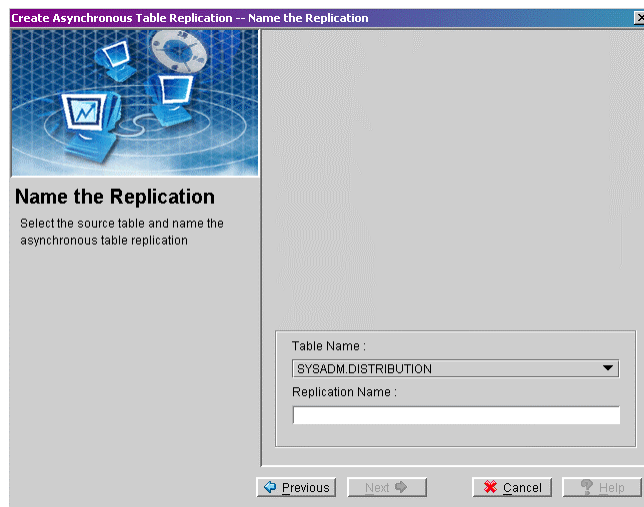 Create Asynchronous Table Replication -- Name the Replication
Name the Replication
Select the source table and name the
asynchronous table replication
Table Name :
SYSADM.DISTRIBUTION
Replication Name :
Previous
Next
Cancel
Help